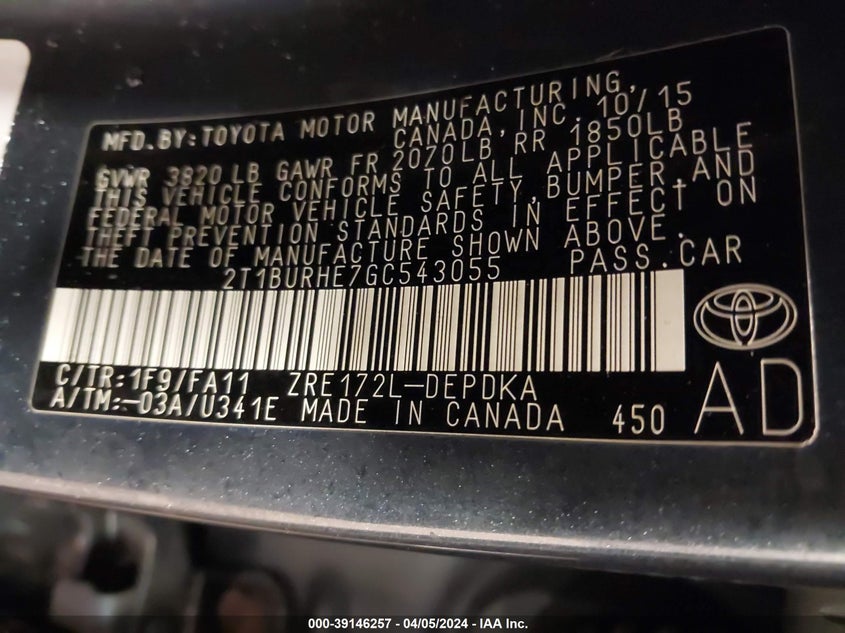 MFD.BY:TOYOTA MOTOR MANUFACTURING,
CANADA, INC. 10/15
GVWR 3820 LB GAWR FR 2070LB RR 1850LB
THIS VEHICLE CONFORMS TO ALL APPLICABLE
FEDERAL MOTOR VEHICLE SAFETY, BUMPER, AND
THEFT PREVENTION STANDARDS IN EFFECT ON
THE DATE OF MANUFACTURE SHOWN ABOVE.
2T1BURHE7GC543055 PASS.CAR
C/TR:1F9/FA11 ZRE172L-DEPDKA
A/TM:-03A/U341E MADE IN CANADA 450 AD
000-39146257 - 04/05/2024 - IAA Inc.